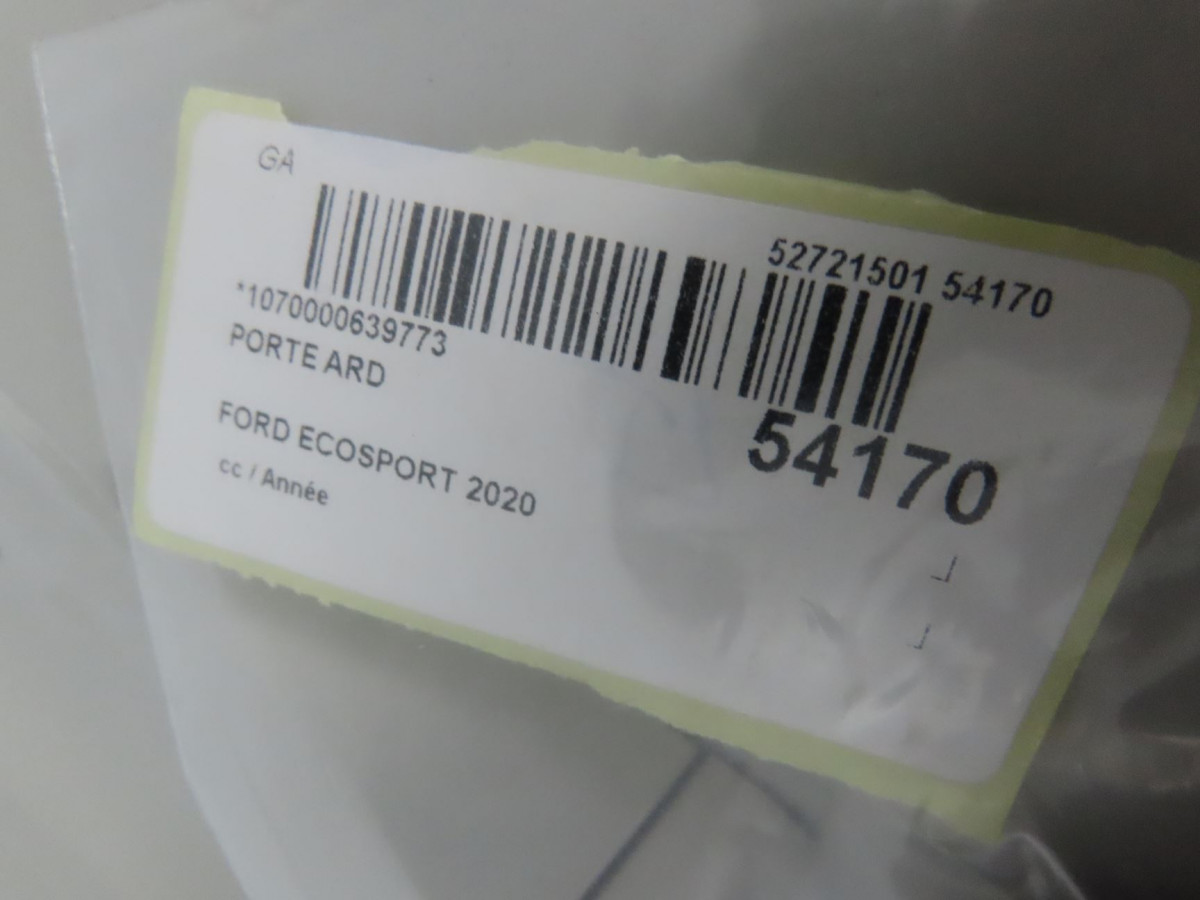 GA
52721501 54170
*1070000639773
PORTE ARD
54170
FORD ECOSPORT 2020
cc / Année